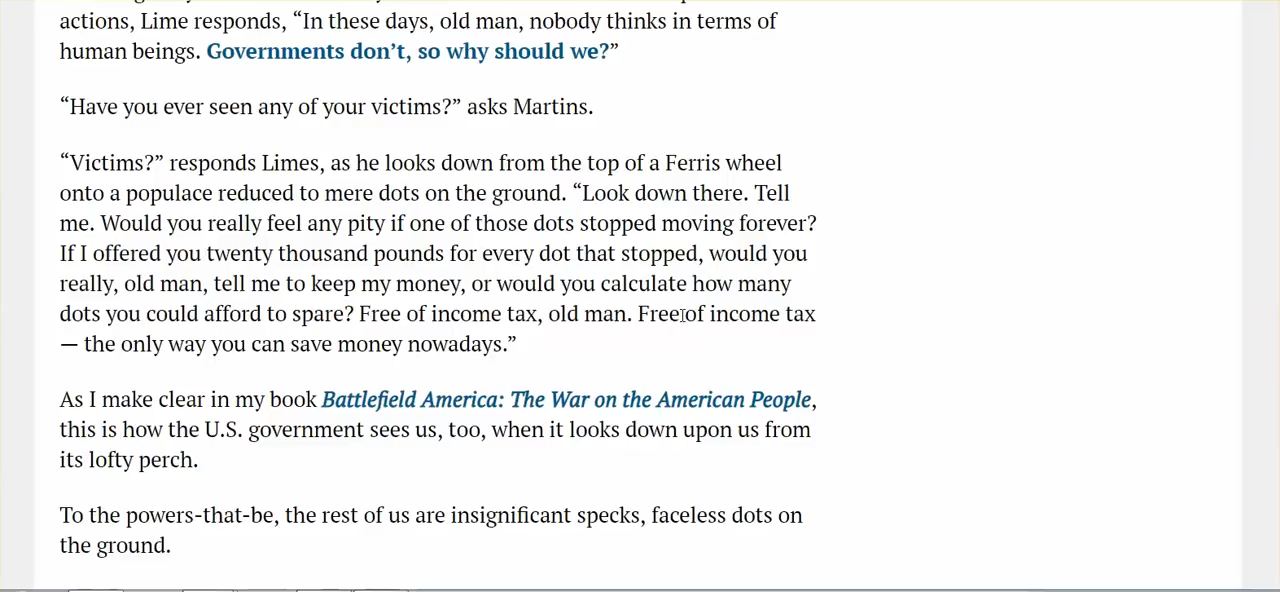 actions, Lime responds, “In these days, old man, nobody thinks in terms of
human beings. Governments don’t, so why should we?”
“Have you ever seen any of your victims?” asks Martins.
“Victims?” responds Limes, as he looks down from the top of a Ferris wheel
onto a populace reduced to mere dots on the ground. “Look down there. Tell
me. Would you really feel any pity if one of those dots stopped moving forever?
If I offered you twenty thousand pounds for every dot that stopped, would you
really, old man, tell me to keep my money, or would you calculate how many
dots you could afford to spare? Free of income tax, old man. Free of income tax
— the only way you can save money nowadays.”
As I make clear in my book Battlefield America: The War on the American People,
this is how the U.S. government sees us, too, when it looks down upon us from
its lofty perch.
To the powers-that-be, the rest of us are insignificant specks, faceless dots on
the ground.